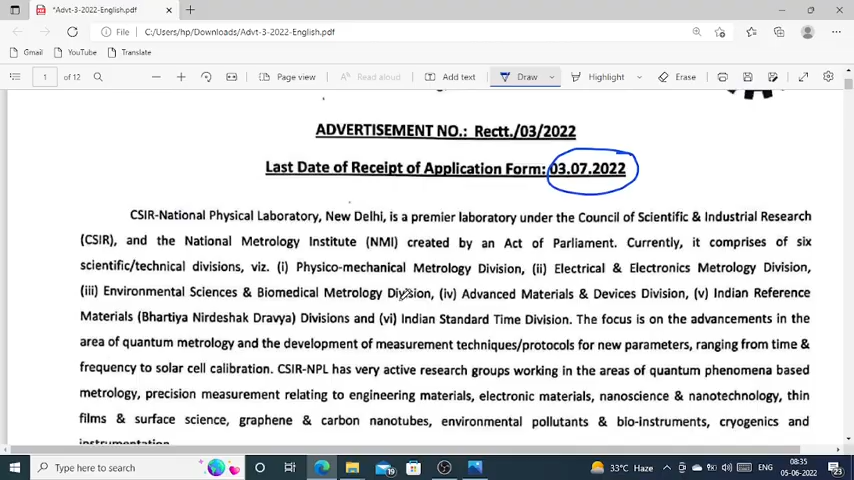 *Advt-3-2022-English.pdf
File
C:/Users/hp/Downloads/Advt-3-2022-English.pdf
Gmail
YouTube
Translate
1 of 12
Page view
Read aloud
Add text
Draw
Highlight
Erase
ADVERTISEMENT NO.: Rectt./03/2022
Last Date of Receipt of Application Form: 03.07.2022
CSIR-National Physical Laboratory, New Delhi, is a premier laboratory under the Council of Scientific & Industrial Research
(CSIR), and the National Metrology Institute (NMI) created by an Act of Parliament. Currently, it comprises of six
scientific/technical divisions, viz. (i) Physico-mechanical Metrology Division, (ii) Electrical & Electronics Metrology Division,
(iii) Environmental Sciences & Biomedical Metrology Division, (iv) Advanced Materials & Devices Division, (v) Indian Reference
Materials (Bhartiya Nirdeshak Dravya) Divisions and (vi) Indian Standard Time Division. The focus is on the advancements in the
area of quantum metrology and the development of measurement techniques/protocols for new parameters, ranging from time &
frequency to solar cell calibration. CSIR-NPL has very active research groups working in the areas of quantum phenomena based
metrology, precision measurement relating to engineering materials, electronic materials, nanoscience & nanotechnology, thin
films & surface science, graphene & carbon nanotubes, environmental pollutants & bio-instruments, cryogenics and
instrumentation.
Type here to search
19
33°C Haze
ENG
08:35
05-06-2022
23